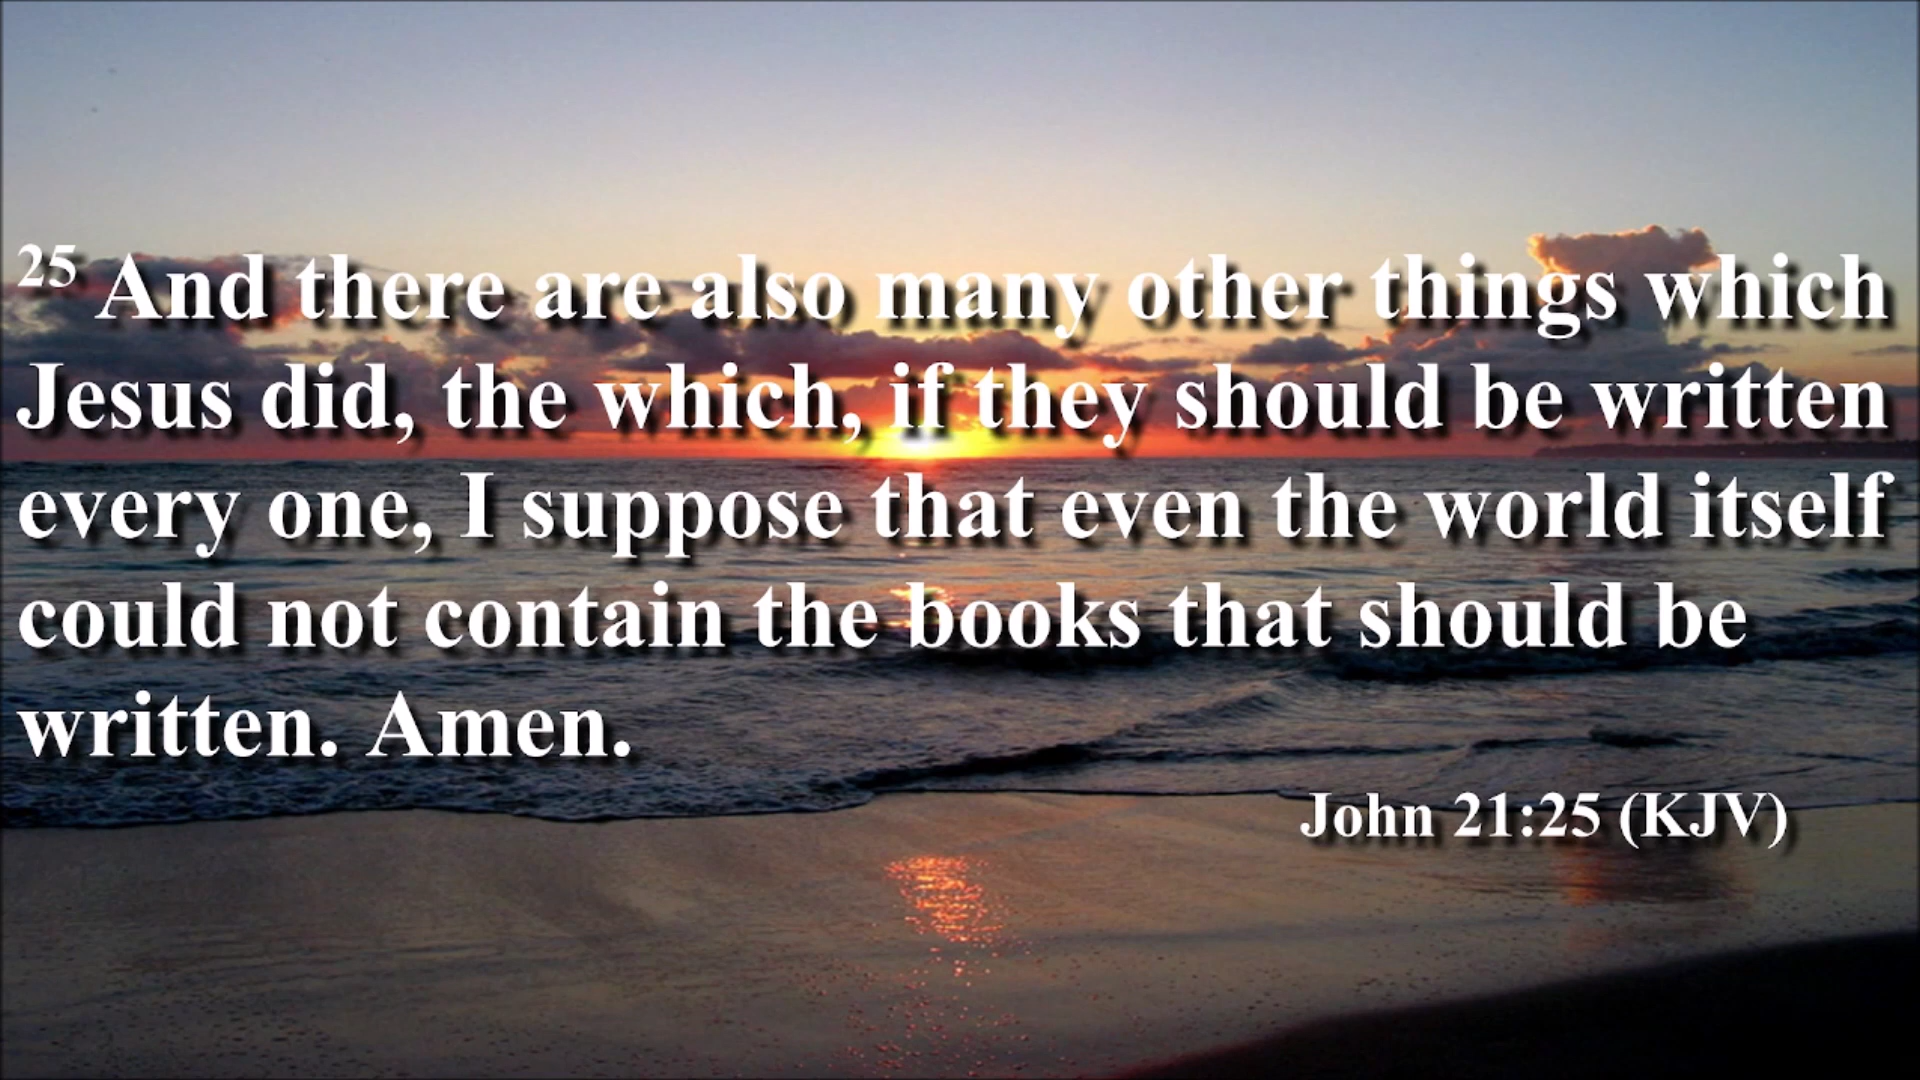 25 And there are also many other things which
Jesus did, the which, if they should be written
every one, I suppose that even the world itself
could not contain the books that should be
written. Amen.
John 21:25 (KJV)